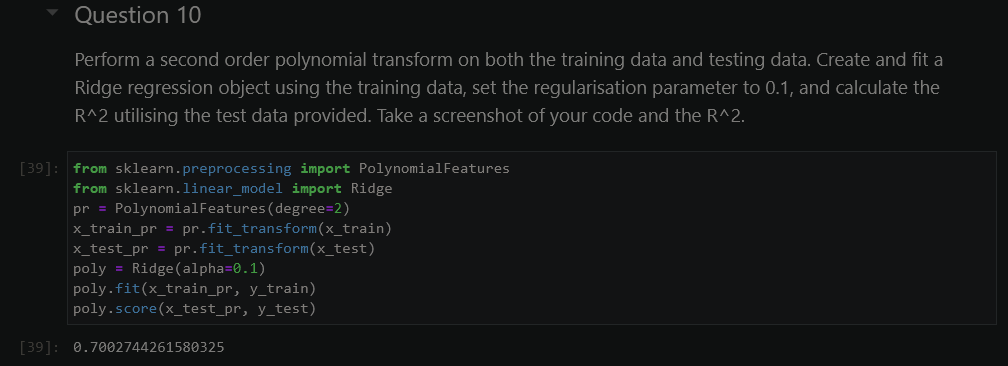 Question 10
Perform a second order polynomial transform on both the training data and testing data. Create and fit a
Ridge regression object using the training data, set the regularisation parameter to 0.1, and calculate the
R^2 utilising the test data provided. Take a screenshot of your code and the R^2.
[39]: from sklearn.preprocessing import PolynomialFeatures
from sklearn.linear_model import Ridge
pr = PolynomialFeatures(degree=2)
x_train_pr = pr.fit_transform(x_train)
x_test_pr = pr.fit_transform(x_test)
poly = Ridge(alpha=0.1)
poly.fit(x_train_pr, y_train)
poly.score(x_test_pr, y_test)
[39]: 0.7002744261580325